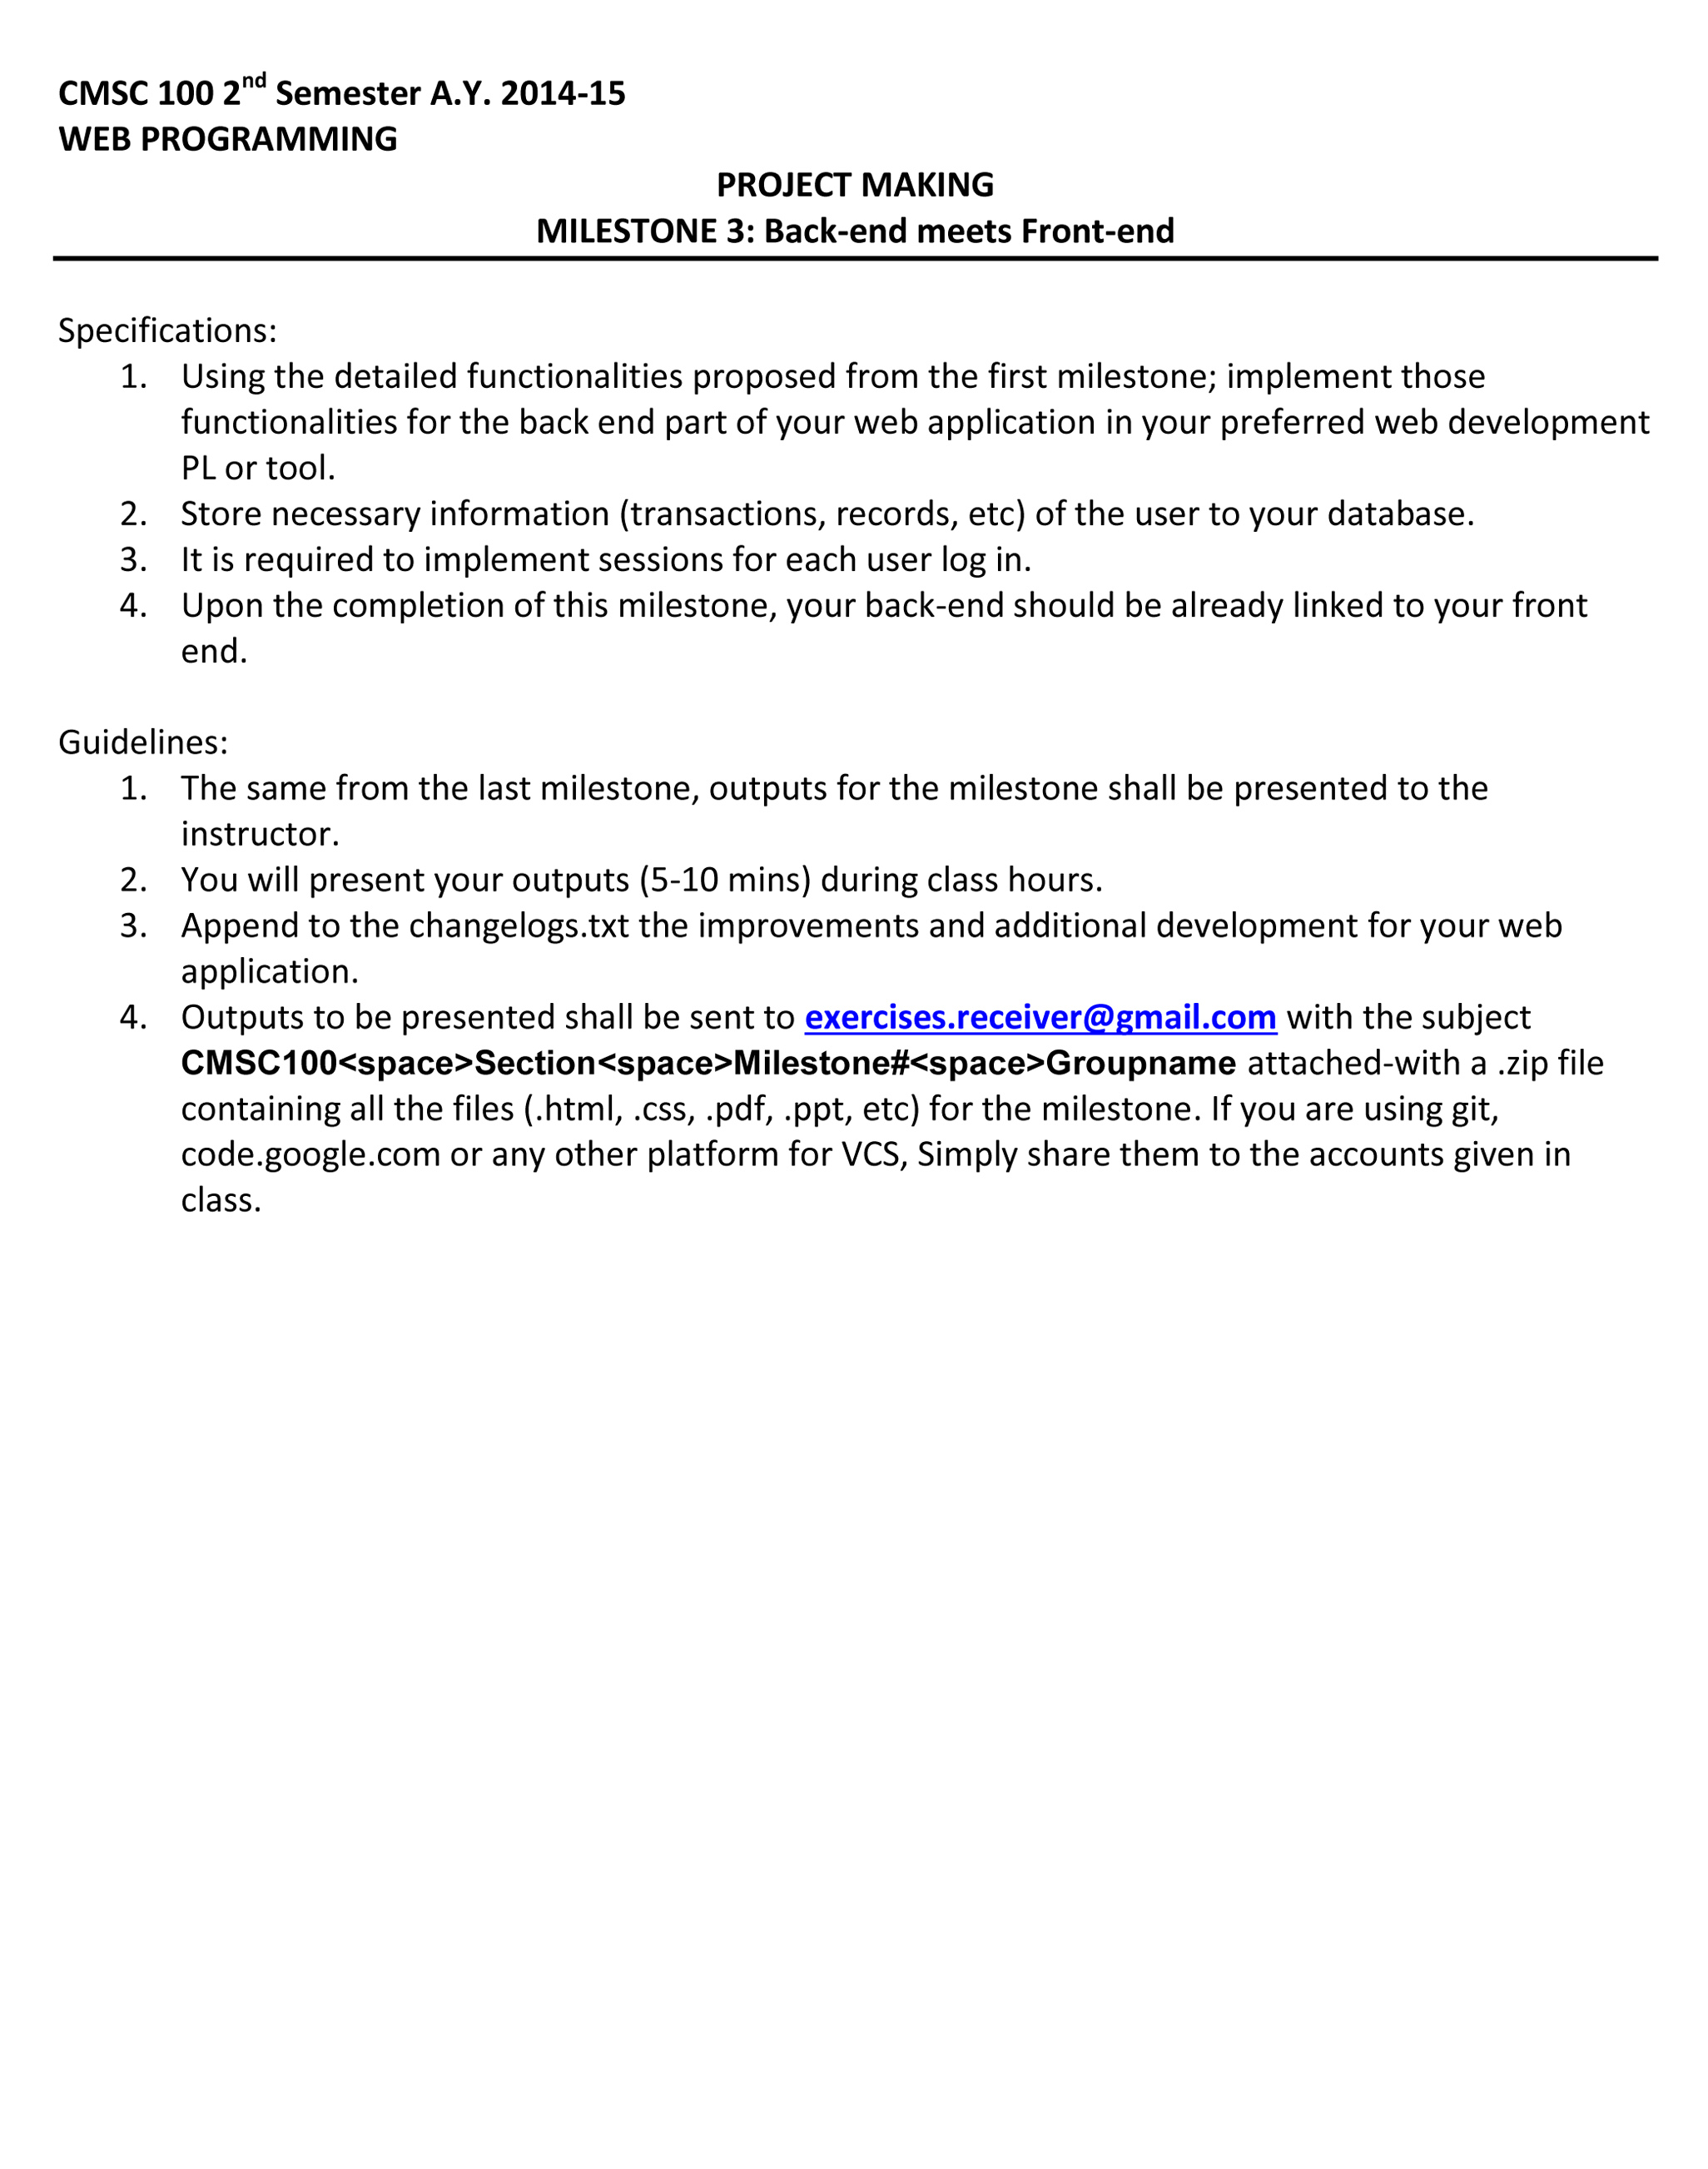 CMSC 100 2nd Semester A.Y. 2014-15
WEB PROGRAMMING
PROJECT MAKING
MILESTONE 3: Back-end meets Front-end
Specifications:
1. Using the detailed functionalities proposed from the first milestone; implement those
functionalities for the back end part of your web application in your preferred web development
PL or tool.
2. Store necessary information (transactions, records, etc) of the user to your database.
3. It is required to implement sessions for each user log in.
4. Upon the completion of this milestone, your back-end should be already linked to your front
end.
Guidelines:
1. The same from the last milestone, outputs for the milestone shall be presented to the
instructor.
2. You will present your outputs (5-10 mins) during class hours.
3. Append to the changelogs.txt the improvements and additional development for your web
application.
4. Outputs to be presented shall be sent to exercises.receiver@gmail.com with the subject
CMSC100<space>Section<space>Milestone#<space>Groupname attached-with a .zip file
containing all the files (.html, .css, .pdf, .ppt, etc) for the milestone. If you are using git,
code.google.com or any other platform for VCS, Simply share them to the accounts given in
class.